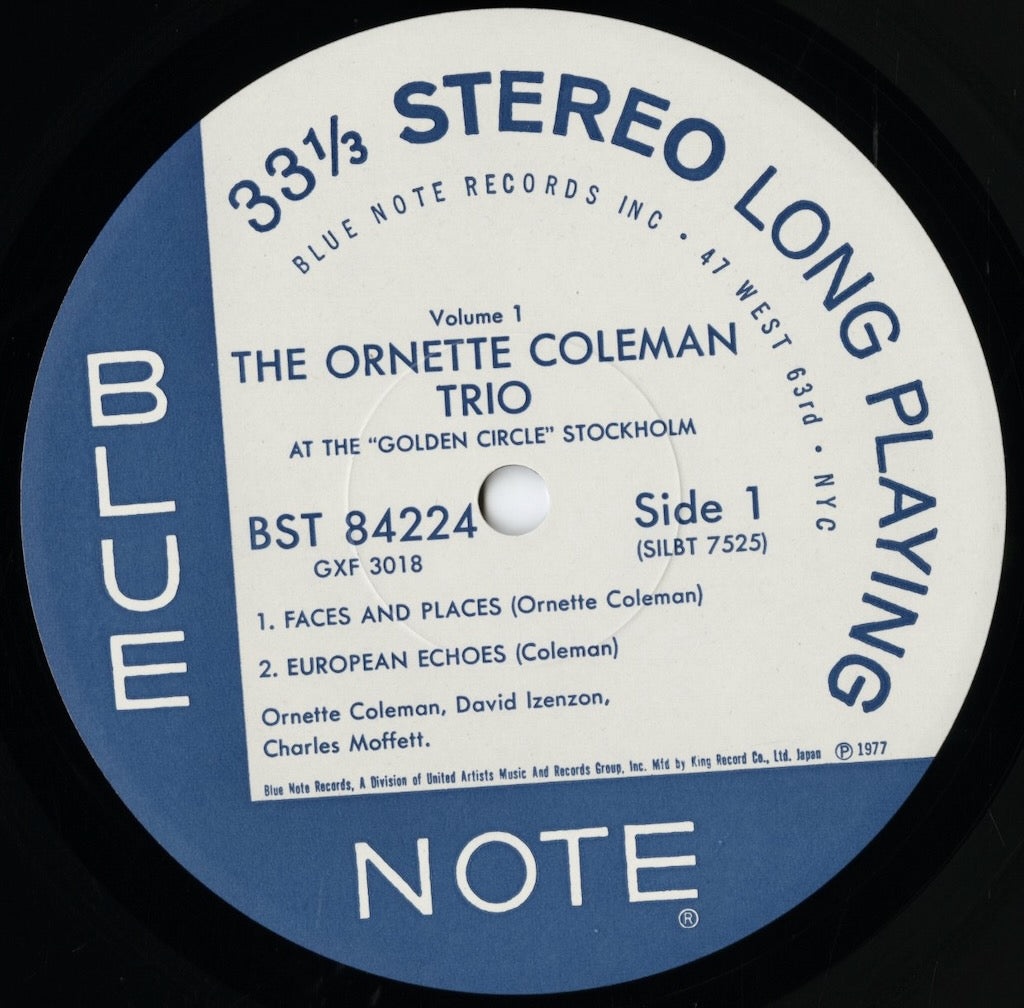 33⅓ STEREO LONG PLAYING
BLUE NOTE RECORDS INC · 47 WEST 63rd · NYC
Volume 1
THE ORNETTE COLEMAN
TRIO
AT THE “GOLDEN CIRCLE” STOCKHOLM
BST 84224
GXF 3018
Side 1
(SILBT 7525)
1. FACES AND PLACES (Ornette Coleman)
2. EUROPEAN ECHOES (Coleman)
Ornette Coleman, David Izenzon,
Charles Moffett.
Blue Note Records, A Division of United Artists Music And Records Group, Inc. Mfd by King Record Co., Ltd. Japan ℗ 1977
BLUE
NOTE ®